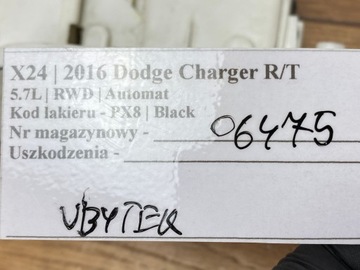 X24 | 2016 Dodge Charger R/T
5.7L | RWD | Automat
Kod lakieru - PX8 | Black
Nr magazynowy - 06475
Uszkodzenia -
UBYTEK